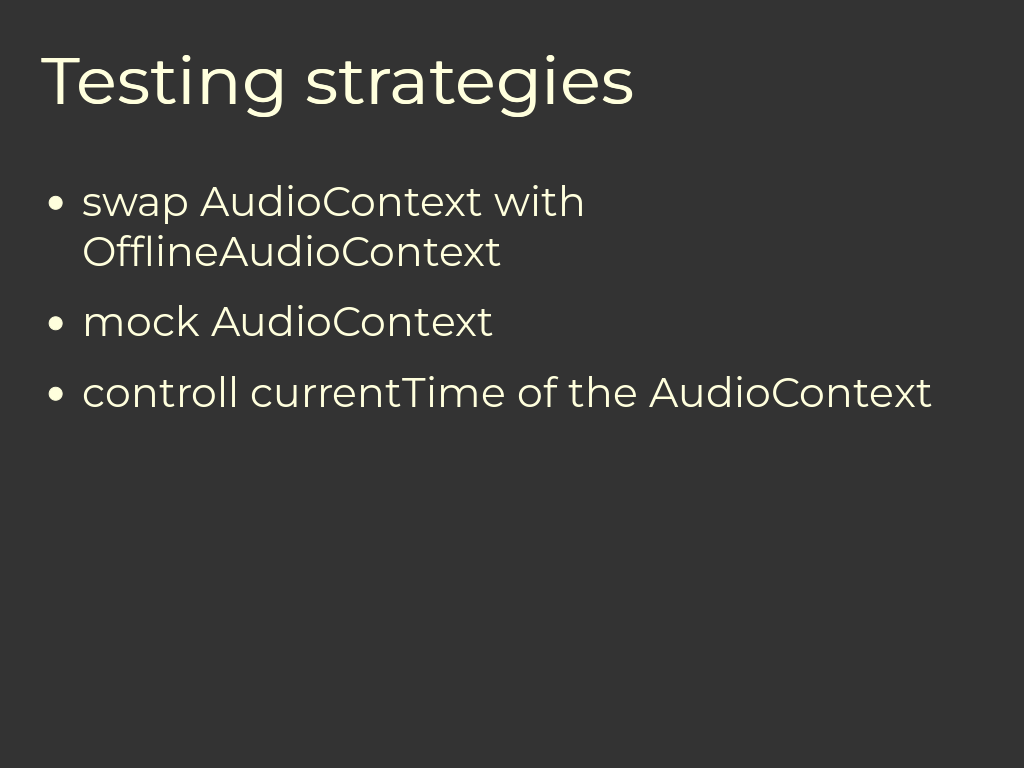 Testing strategies
• swap AudioContext with
OfflineAudioContext
• mock AudioContext
• controll currentTime of the AudioContext